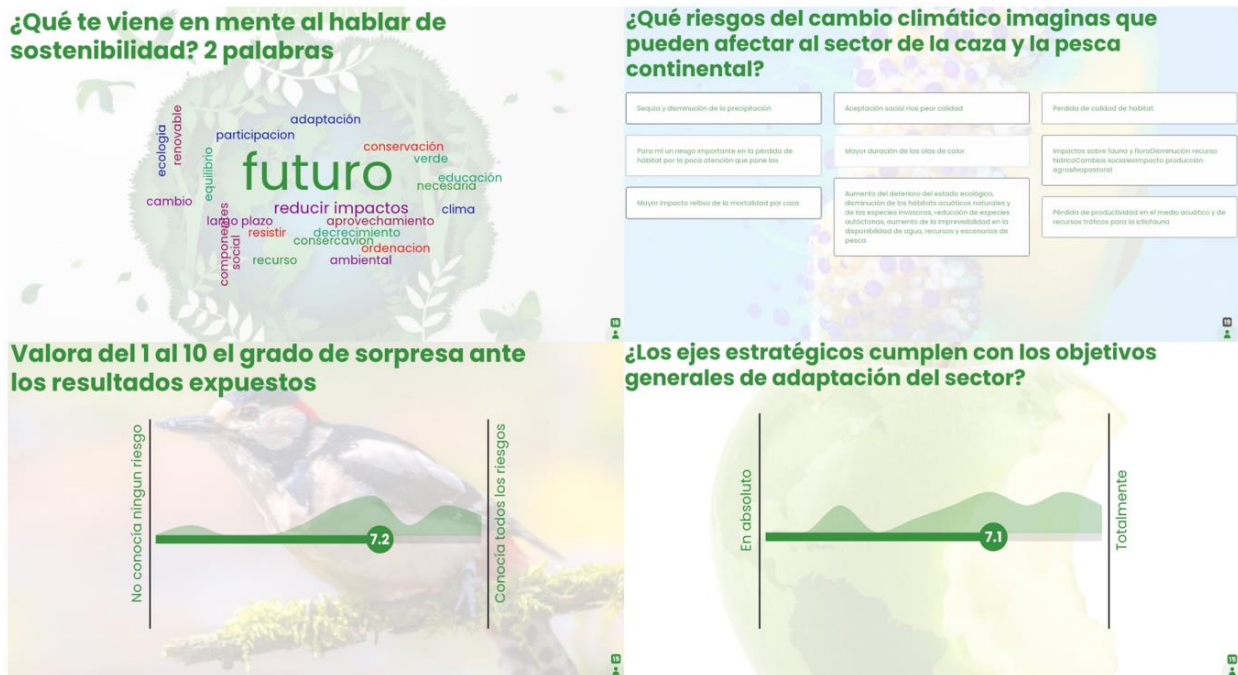 ¿Qué te viene en mente al hablar de
sostenibilidad? 2 palabras
adaptación
participacion
ecologia
renovable
equilibrio
conservación
verde
futuro
educación
necesaria
cambio
reducir impactos
clima
largo plazo
aprovechamiento
resistir
decrecimiento
componentes
social
conservavion
ordenacion
recurso
ambiental
16
¿Qué riesgos del cambio climático imaginas que
pueden afectar al sector de la caza y la pesca
continental?
Sequia y disminución de la precipitación
Aceptación social rios peor calidad
Perdida de calidad de habitat
Para mí un riesgo importante en la pérdida de
hábitat por la poca atención que pone las
Mayor duración de las olas de calor
Impactos sobre fauna y floraDisminución recurso
hídricoCambios socialesImpacto producción
agrosilvopastoral
Mayor impacto reltivo de la mortalidad por caza
Aumento del deterioro del estado ecológico,
disminución de los hábitats acuáticos naturales y
de las especies invasoras, reducción de especies
autóctonas, aumento de la imprevisibilidad en la
disponibilidad de agua, recursos y escenarios de
pesca
Pérdida de productividad en el medio acuático y de
recursos tróficos para la ictiofauna
19
Valora del 1 al 10 el grado de sorpresa ante
los resultados expuestos
No conocía ningun riesgo
7.2
Conocía todos los riesgos
15
¿Los ejes estratégicos cumplen con los objetivos
generales de adaptación del sector?
En absoluto
7.1
Totalmente
15